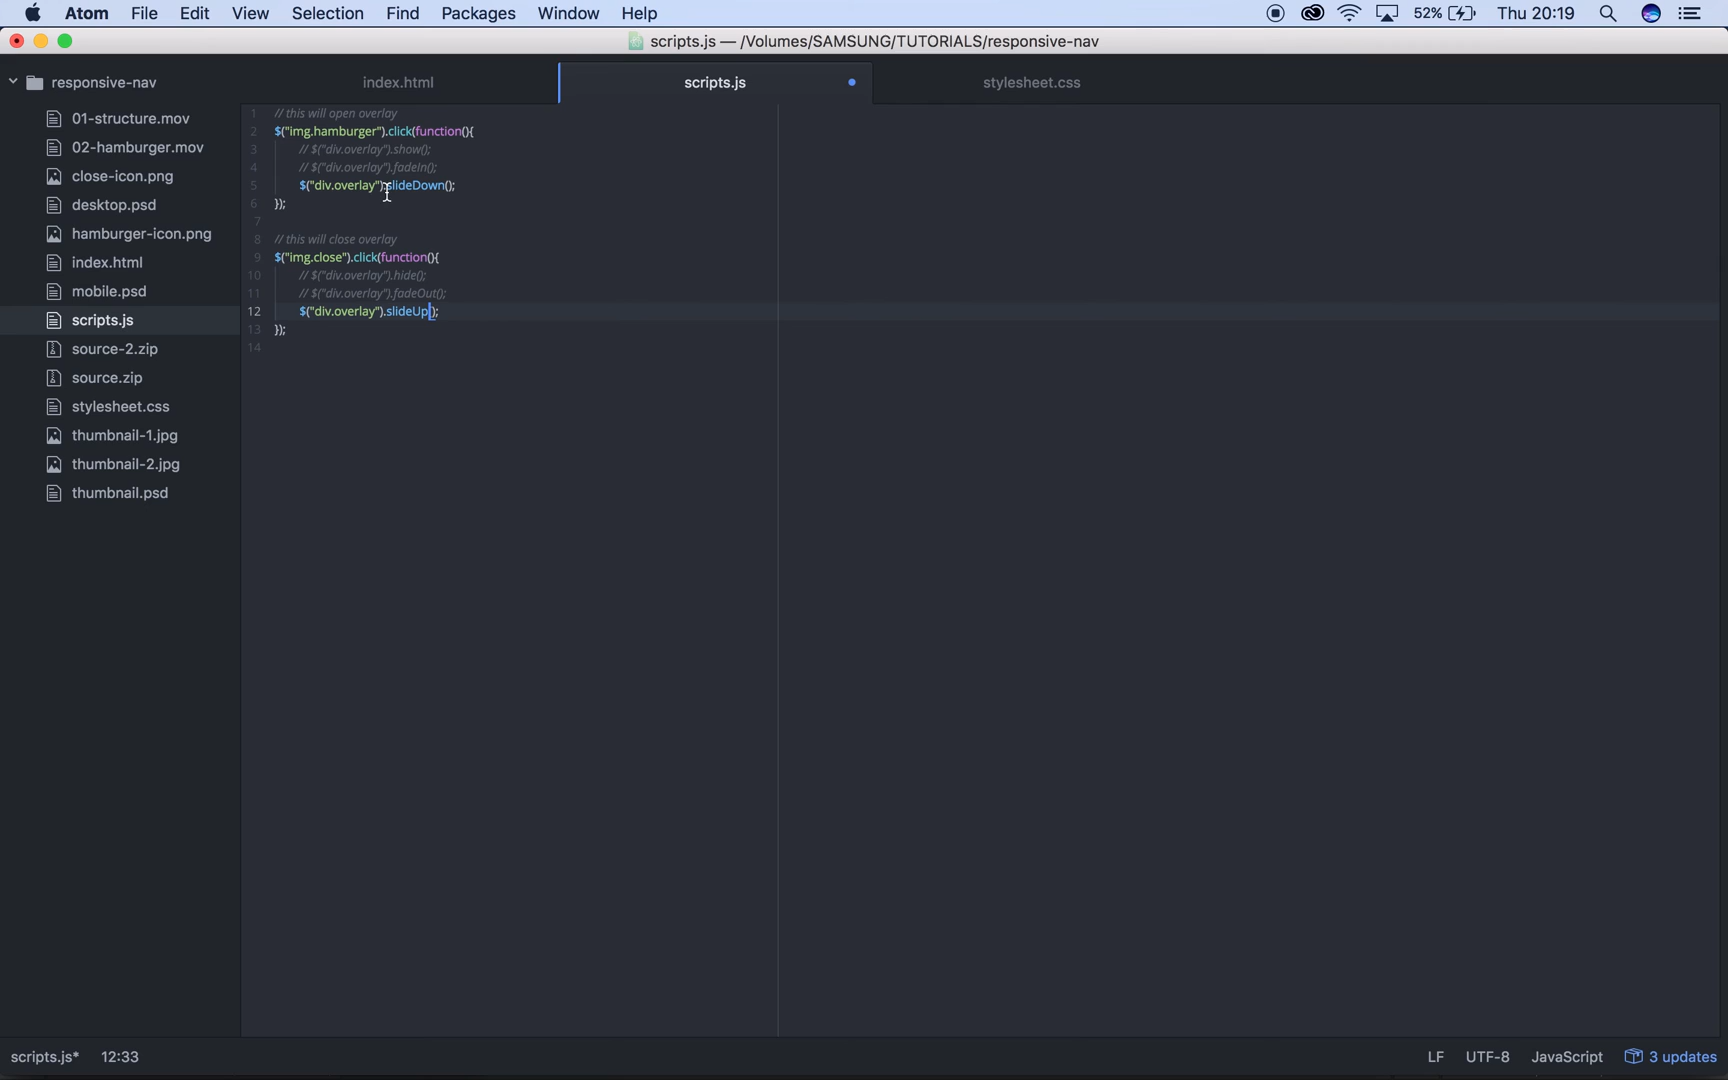 Atom File Edit View Selection Find Packages Window Help 52% Thu 20:19
scripts.js — /Volumes/SAMSUNG/TUTORIALS/responsive-nav
responsive-nav
index.html scripts.js stylesheet.css
01-structure.mov
02-hamburger.mov
close-icon.png
desktop.psd
hamburger-icon.png
index.html
mobile.psd
scripts.js
source-2.zip
source.zip
stylesheet.css
thumbnail-1.jpg
thumbnail-2.jpg
thumbnail.psd
1 // this will open overlay
2 $("img.hamburger").click(function(){
3 // $("div.overlay").show();
4 // $("div.overlay").fadeIn();
5 $("div.overlay").slideDown();
6 });
7
8 // this will close overlay
9 $("img.close").click(function(){
10 // $("div.overlay").hide();
11 // $("div.overlay").fadeOut();
12 $("div.overlay").slideUp();
13 });
14
scripts.js* 12:33 LF UTF-8 JavaScript 3 updates